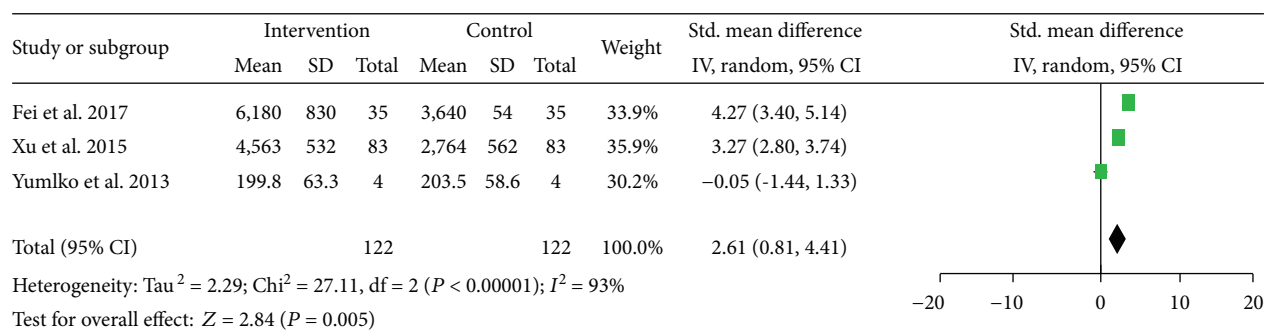 Study or subgroup Intervention Control Weight Std. mean difference Std. mean difference
Mean SD Total Mean SD Total IV, random, 95% CI IV, random, 95% CI
Fei et al. 2017 6,180 830 35 3,640 54 35 33.9% 4.27 (3.40, 5.14)
Xu et al. 2015 4,563 532 83 2,764 562 83 35.9% 3.27 (2.80, 3.74)
Yumlko et al. 2013 199.8 63.3 4 203.5 58.6 4 30.2% −0.05 (-1.44, 1.33)
Total (95% CI) 122 122 100.0% 2.61 (0.81, 4.41)
Heterogeneity: Tau² = 2.29; Chi² = 27.11, df = 2 (P < 0.00001); I² = 93%
Test for overall effect: Z = 2.84 (P = 0.005)
−20 −10 0 10 20